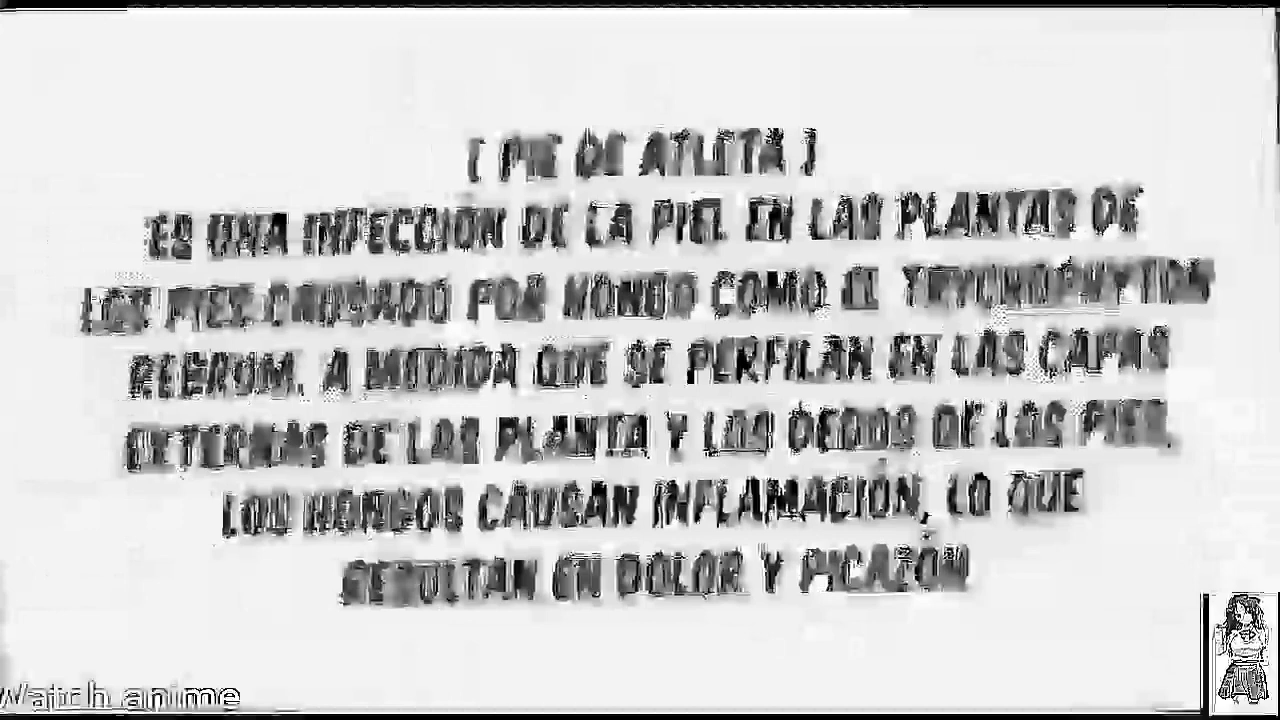 [ PIE DE ATLETA ]
ES UNA INFECCIÓN DE LA PIEL EN LAS PLANTAS DE
LOS PIES CAUSADO POR HONGO COMO EL
A MEDIDA QUE SE PERFILAN EN LAS CAPAS
DE LAS PLANTA Y LOS DEDOS DE LOS PIES,
LOS HONGOS CAUSAN INFLAMACIÓN, LO QUE
RESULTAN EN DOLOR Y PICAZÓN
Watch anime